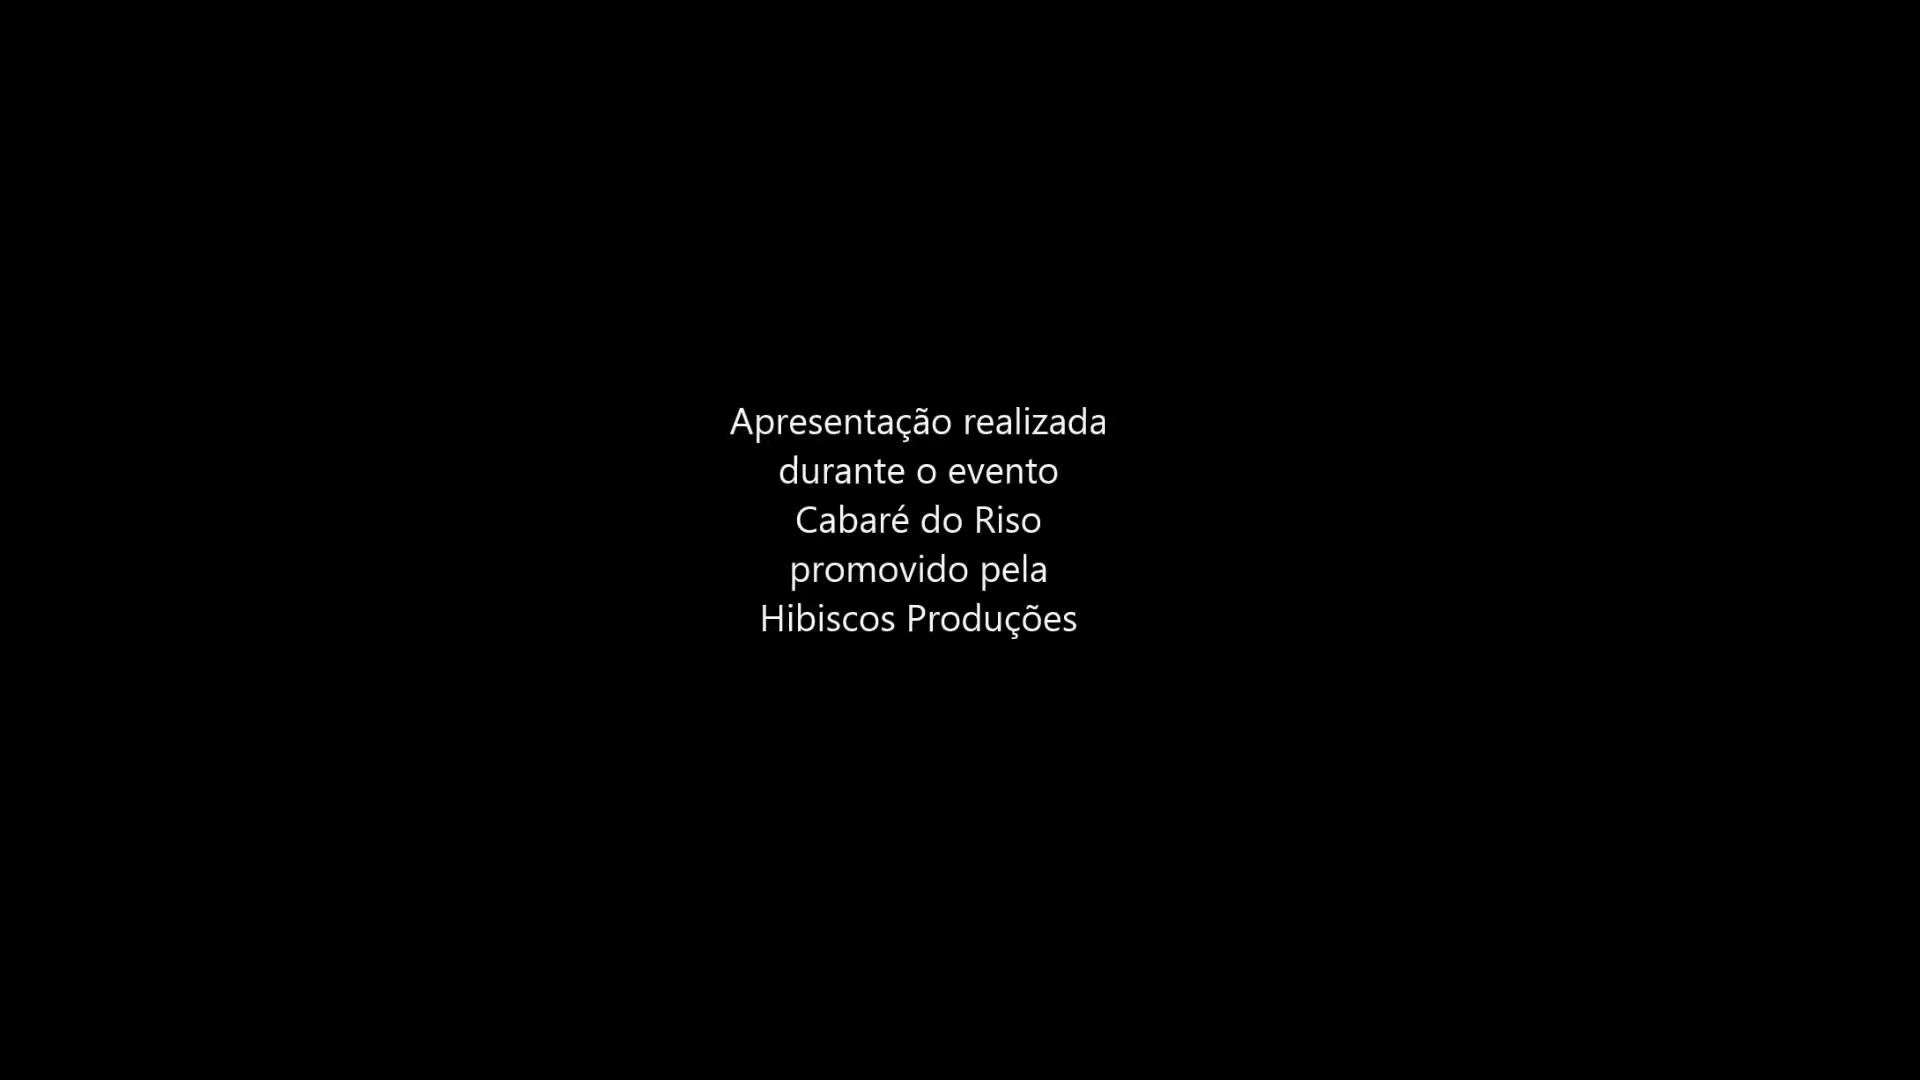 Apresentação realizada
durante o evento
Cabaré do Riso
promovido pela
Hibiscos Produções